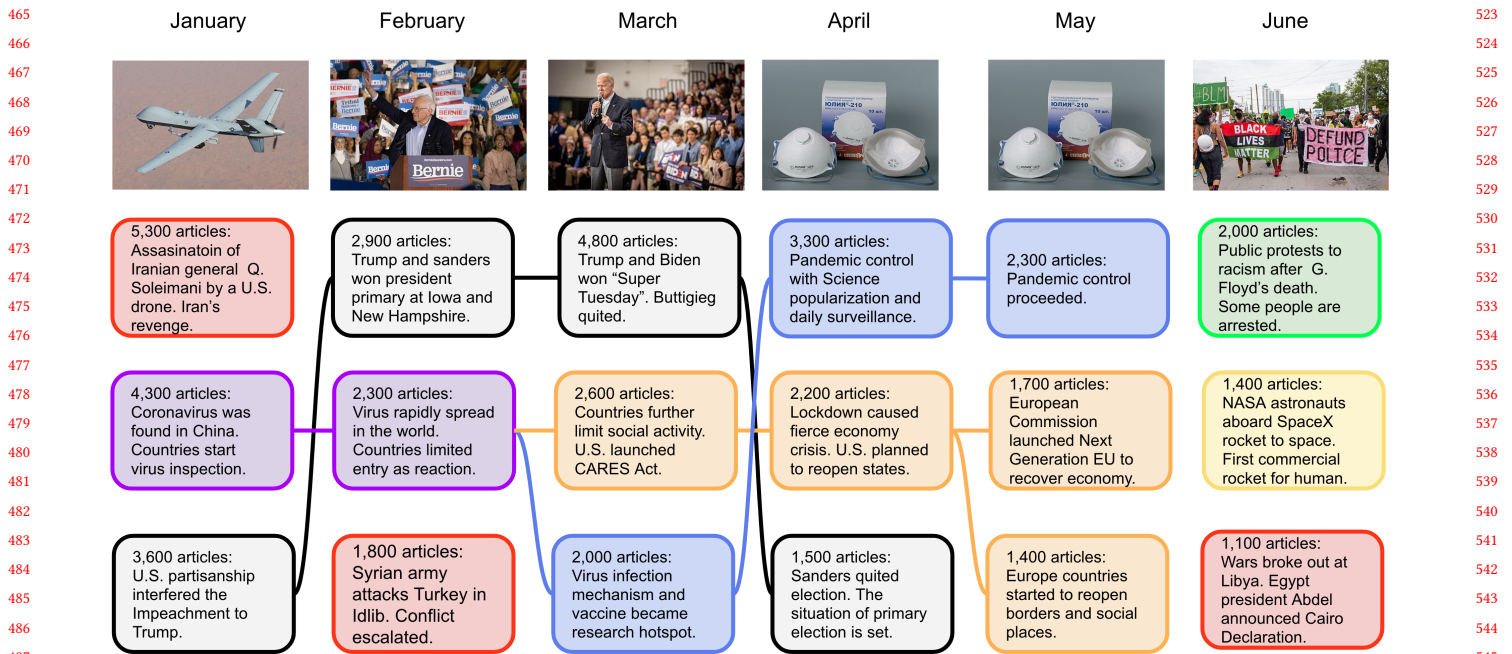 January
February
March
April
May
June
#BLM
BLACK
LIVES
MATTER
DEFUND
POLICE
Bernie
ЮЛИЯ®-210
5,300 articles:
Assasinatoin of
Iranian general  Q.
Soleimani by a U.S.
drone. Iran's
revenge.
2,900 articles:
Trump and sanders
won president
primary at Iowa and
New Hampshire.
4,800 articles:
Trump and Biden
won “Super
Tuesday”. Buttigieg
quited.
3,300 articles:
Pandemic control
with Science
popularization and
daily surveillance.
2,300 articles:
Pandemic control
proceeded.
2,000 articles:
Public protests to
racism after  G.
Floyd's death.
Some people are
arrested.
4,300 articles:
Coronavirus was
found in China.
Countries start
virus inspection.
2,300 articles:
Virus rapidly spread
in the world.
Countries limited
entry as reaction.
2,600 articles:
Countries further
limit social activity.
U.S. launched
CARES Act.
2,200 articles:
Lockdown caused
fierce economy
crisis. U.S. planned
to reopen states.
1,700 articles:
European
Commission
launched Next
Generation EU to
recover economy.
1,400 articles:
NASA astronauts
aboard SpaceX
rocket to space.
First commercial
rocket for human.
3,600 articles:
U.S. partisanship
interfered the
Impeachment to
Trump.
1,800 articles:
Syrian army
attacks Turkey in
Idlib. Conflict
escalated.
2,000 articles:
Virus infection
mechanism and
vaccine became
research hotspot.
1,500 articles:
Sanders quited
election. The
situation of primary
election is set.
1,400 articles:
Europe countries
started to reopen
borders and social
places.
1,100 articles:
Wars broke out at
Libya. Egypt
president Abdel
announced Cairo
Declaration.
465
466
467
468
469
470
471
472
473
474
475
476
477
478
479
480
481
482
483
484
485
486
523
524
525
526
527
528
529
530
531
532
533
534
535
536
537
538
539
540
541
542
543
544